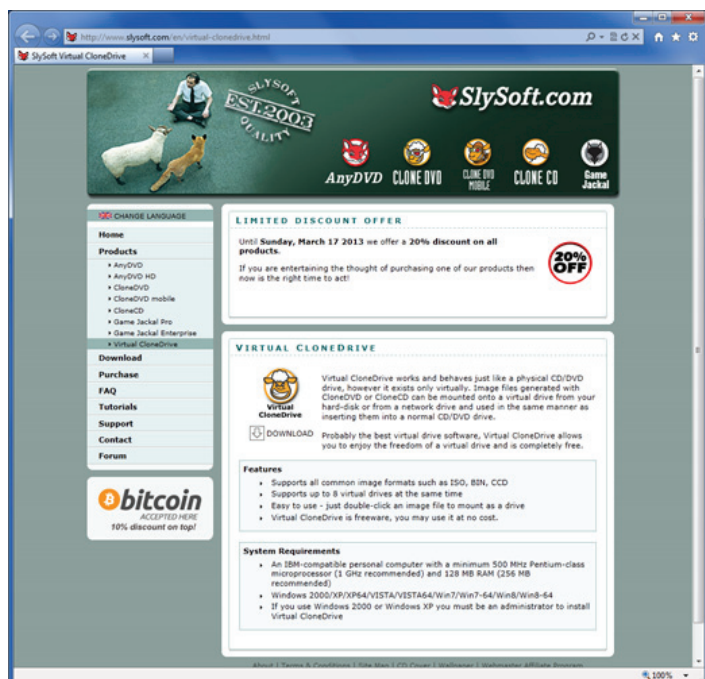 http://www.slysoft.com/en/virtual-clonedrive.html
SlySoft Virtual CloneDrive
SLYSOFT
EST.2003
QUALITY
SlySoft.com
AnyDVD
CLONE DVD
CLONE DVD
MOBILE
CLONE CD
Game
Jackal
CHANGE LANGUAGE
Home
Products
AnyDVD
AnyDVD HD
CloneDVD
CloneDVD mobile
CloneCD
Game Jackal Pro
Game Jackal Enterprise
Virtual CloneDrive
Download
Purchase
FAQ
Tutorials
Support
Contact
Forum
bitcoin
ACCEPTED HERE
10% discount on top!
LIMITED DISCOUNT OFFER
Until Sunday, March 17 2013 we offer a 20% discount on all
products.
If you are entertaining the thought of purchasing one of our products then
now is the right time to act!
20%
OFF
VIRTUAL CLONEDRIVE
Virtual
CloneDrive
DOWNLOAD
Virtual CloneDrive works and behaves just like a physical CD/DVD
drive, however it exists only virtually. Image files generated with
CloneDVD or CloneCD can be mounted onto a virtual drive from your
hard-disk or from a network drive and used in the same manner as
inserting them into a normal CD/DVD drive.
Probably the best virtual drive software, Virtual CloneDrive allows
you to enjoy the freedom of a virtual drive and is completely free.
Features
Supports all common image formats such as ISO, BIN, CCD
Supports up to 8 virtual drives at the same time
Easy to use - just double-click an image file to mount as a drive
Virtual CloneDrive is freeware, you may use it at no cost.
System Requirements
An IBM-compatible personal computer with a minimum 500 MHz Pentium-class
microprocessor (1 GHz recommended) and 128 MB RAM (256 MB
recommended)
Windows 2000/XP/XP64/VISTA/VISTA64/Win7/Win7-64/Win8/Win8-64
If you use Windows 2000 or Windows XP you must be an administrator to install
Virtual CloneDrive
About | Terms & Conditions | Site Map | CD Cover | Wallpaper | Webmaster Affiliate Program
100%